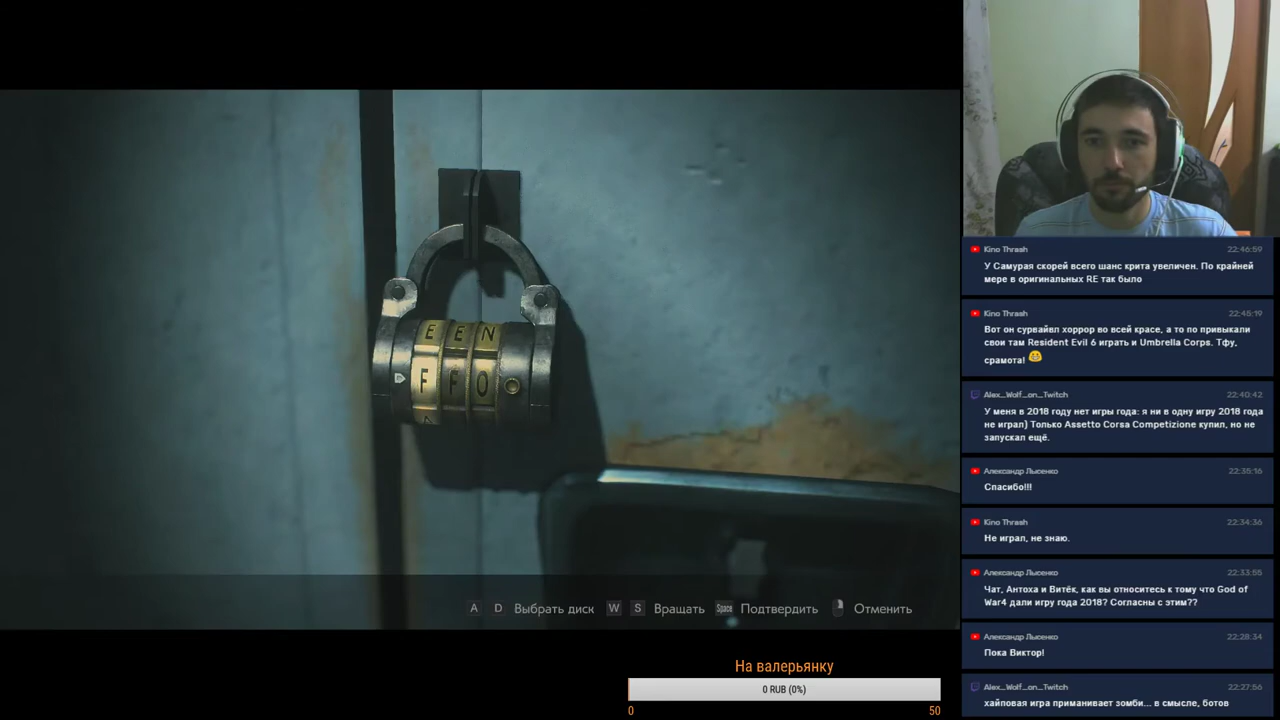 E E N
F F O
A D Выбрать диск W S Вращать Space Подтвердить Отменить
На валерьянку
0 RUB (0%)
0 50
Kino Thrash 22:46:59
У Самурая скорей всего шанс крита увеличен. По крайней
мере в оригинальных RE так было
Kino Thrash 22:45:19
Вот он сурвайвл хоррор во всей красе, а то по привыкали
свои там Resident Evil 6 играть и Umbrella Corps. Тфу,
срамота!
Alex_Wolf_on_Twitch 22:40:42
У меня в 2018 году нет игры года: я ни в одну игру 2018 года
не играл) Только Assetto Corsa Competizione купил, но не
запускал ещё.
Александр Лысенко 22:35:16
Спасибо!!!
Kino Thrash 22:34:36
Не играл, не знаю.
Александр Лысенко 22:33:55
Чат, Антоха и Витёк, как вы относитесь к тому что God of
War4 дали игру года 2018? Согласны с этим??
Александр Лысенко 22:28:34
Пока Виктор!
Alex_Wolf_on_Twitch 22:27:56
хайповая игра приманивает зомби... в смысле, ботов